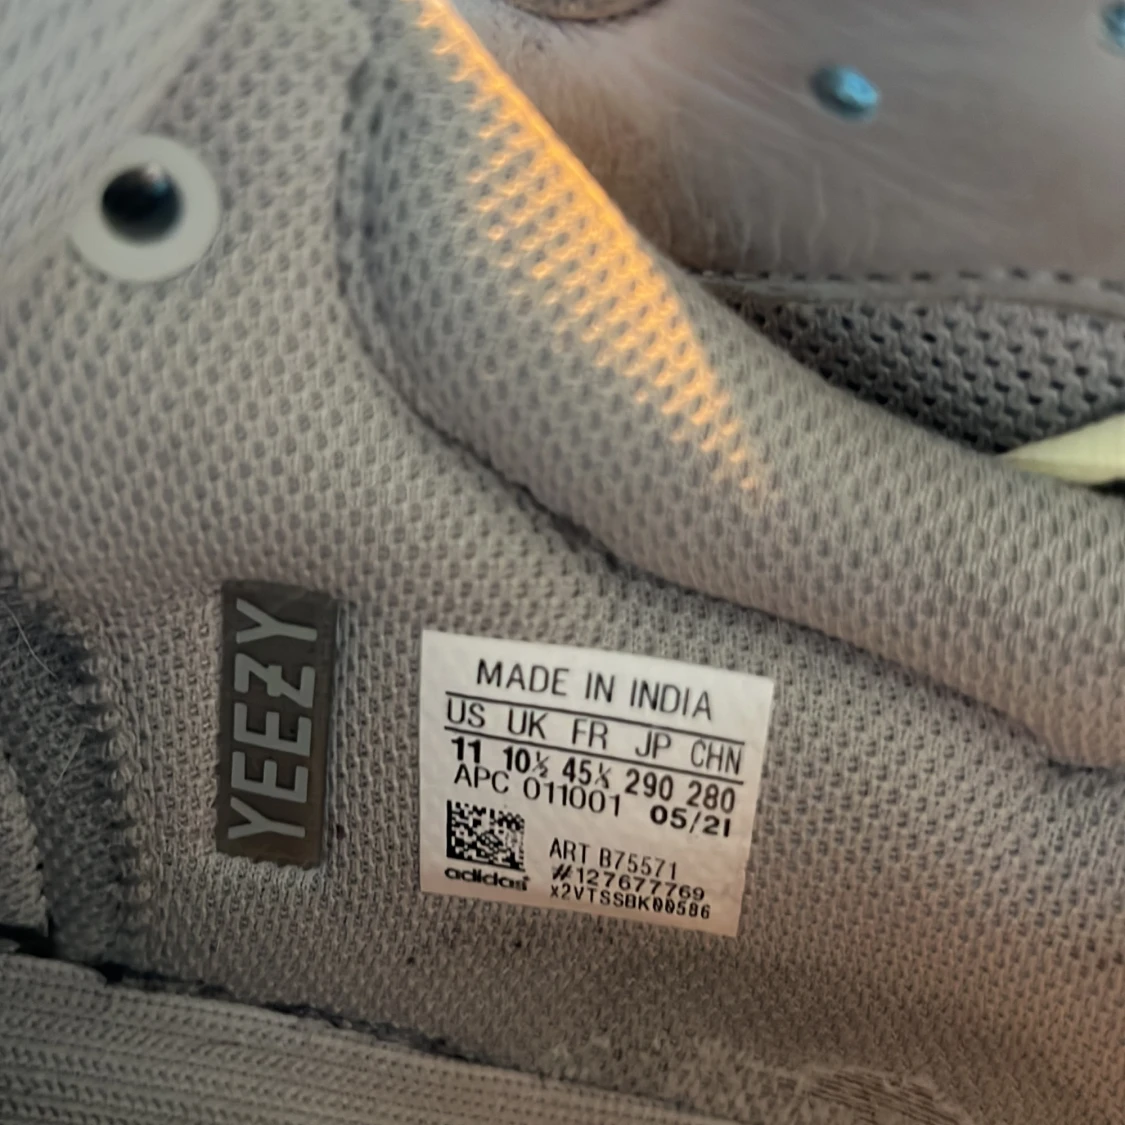 YEEZY
MADE IN INDIA
US UK FR JP CHN
11 10½ 45⅓ 290 280
APC 011001 05/21
ART B75571
#127677769
x2VTSSBK00586
adidas